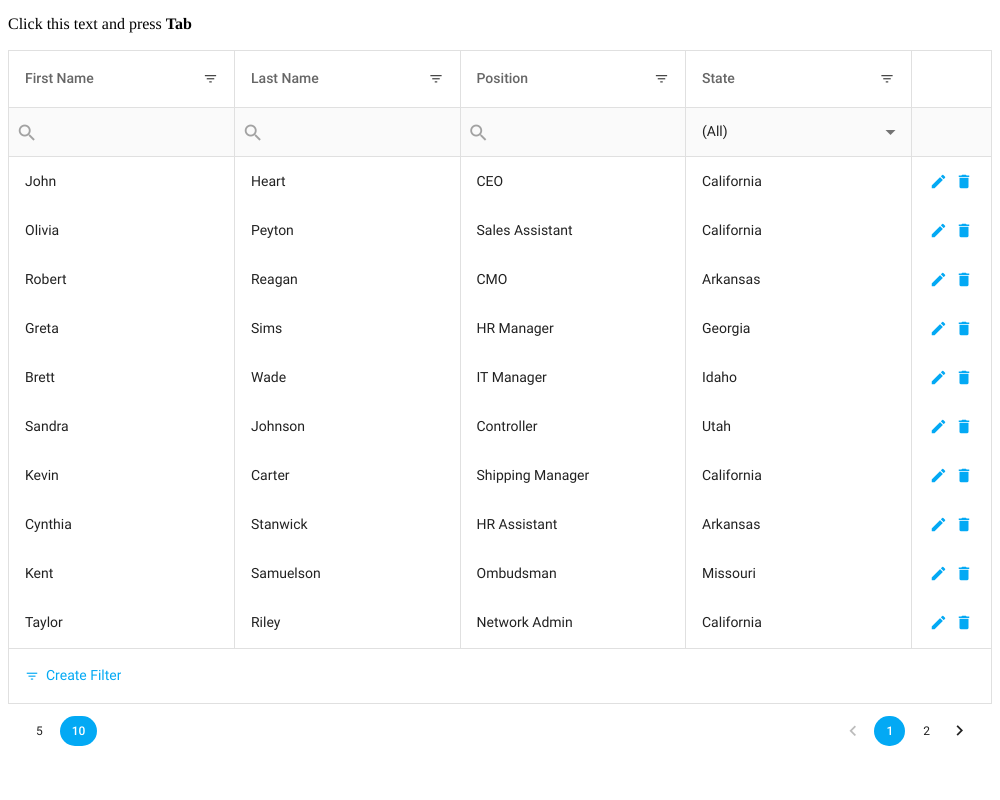 Click this text and press Tab
First Name Last Name Position State
(All)
John Heart CEO California
Olivia Peyton Sales Assistant California
Robert Reagan CMO Arkansas
Greta Sims HR Manager Georgia
Brett Wade IT Manager Idaho
Sandra Johnson Controller Utah
Kevin Carter Shipping Manager California
Cynthia Stanwick HR Assistant Arkansas
Kent Samuelson Ombudsman Missouri
Taylor Riley Network Admin California
Create Filter
5 10 1 2